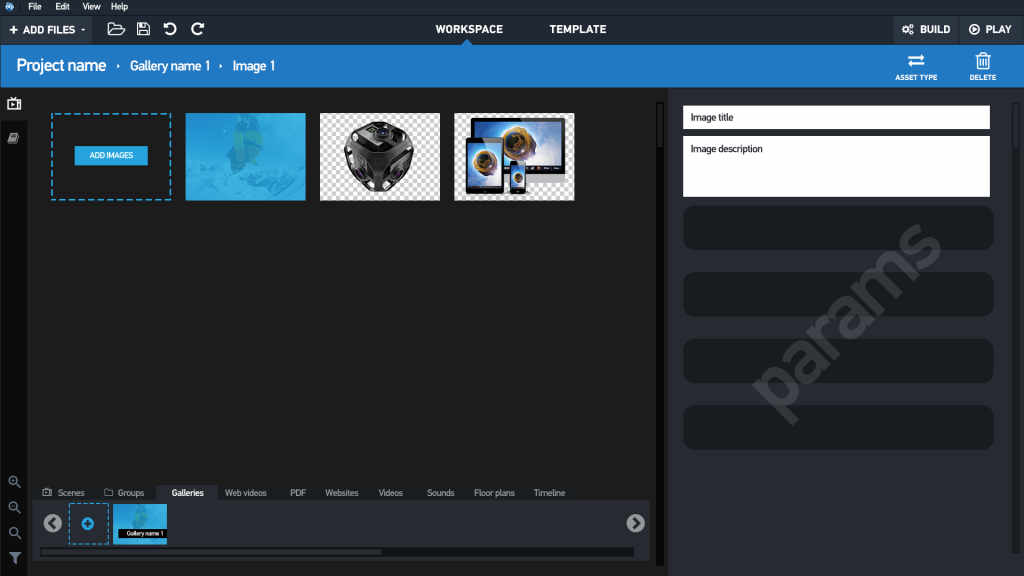 File Edit View Help
+ ADD FILES
WORKSPACE TEMPLATE
BUILD PLAY
Project name › Gallery name 1 › Image 1
ASSET TYPE DELETE
ADD IMAGES
Image title
Image description
params
Scenes Groups Galleries Web videos PDF Websites Videos Sounds Floor plans Timeline
Gallery name 1